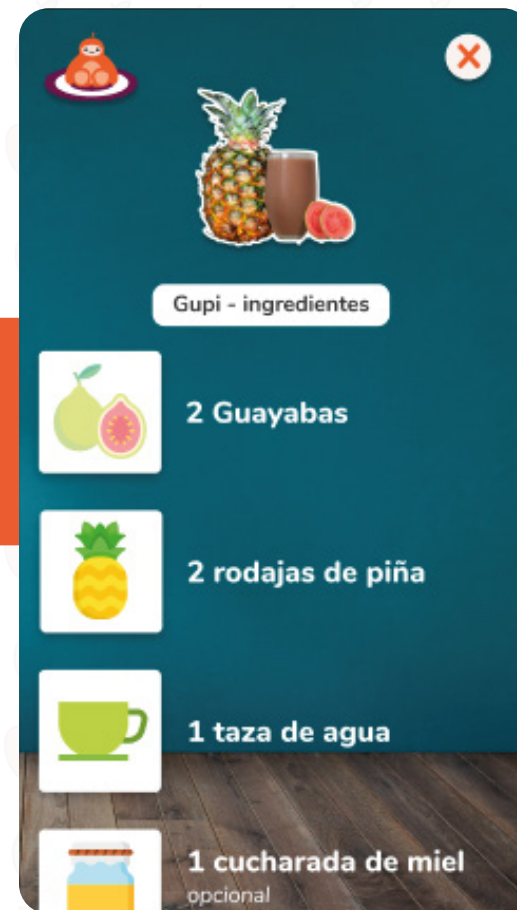 Gupi - ingredientes
2 Guayabas
2 rodajas de piña
1 taza de agua
1 cucharada de miel
opcional